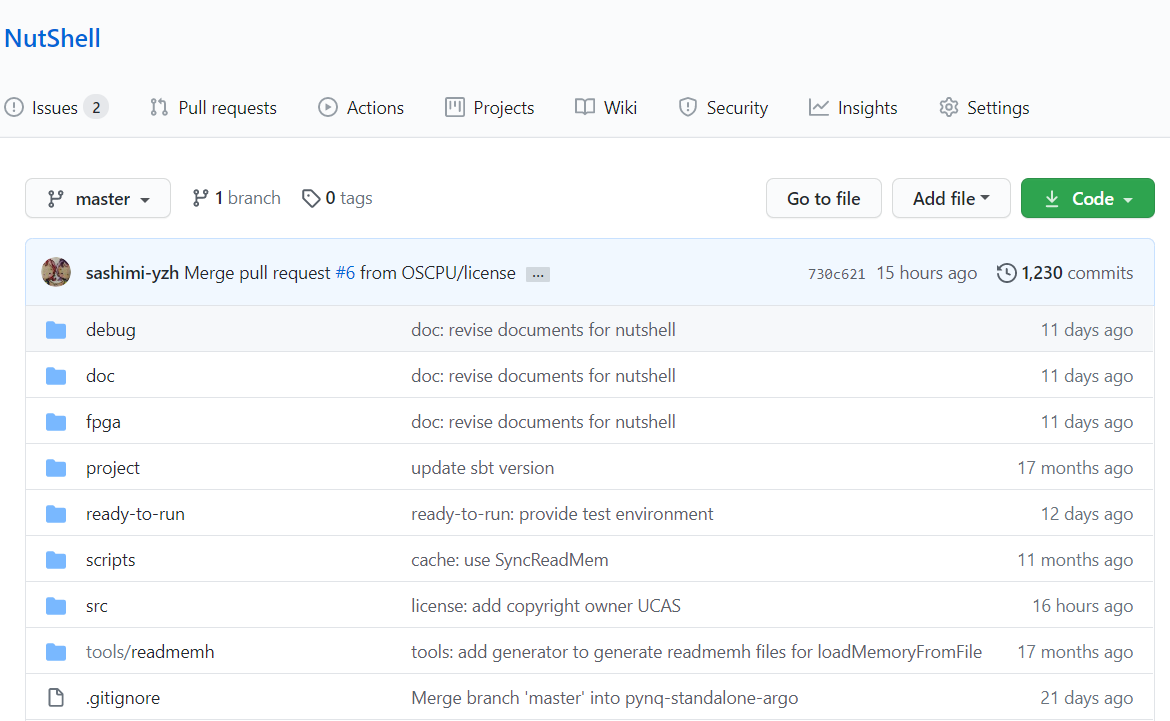 NutShell
Issues 2 Pull requests Actions Projects Wiki Security Insights Settings
master 1 branch 0 tags Go to file Add file Code
sashimi-yzh Merge pull request #6 from OSCPU/license ... 730c621 15 hours ago 1,230 commits
debug doc: revise documents for nutshell 11 days ago
doc doc: revise documents for nutshell 11 days ago
fpga doc: revise documents for nutshell 11 days ago
project update sbt version 17 months ago
ready-to-run ready-to-run: provide test environment 12 days ago
scripts cache: use SyncReadMem 11 months ago
src license: add copyright owner UCAS 16 hours ago
tools/readmemh tools: add generator to generate readmemh files for loadMemoryFromFile 17 months ago
.gitignore Merge branch 'master' into pynq-standalone-argo 21 days ago